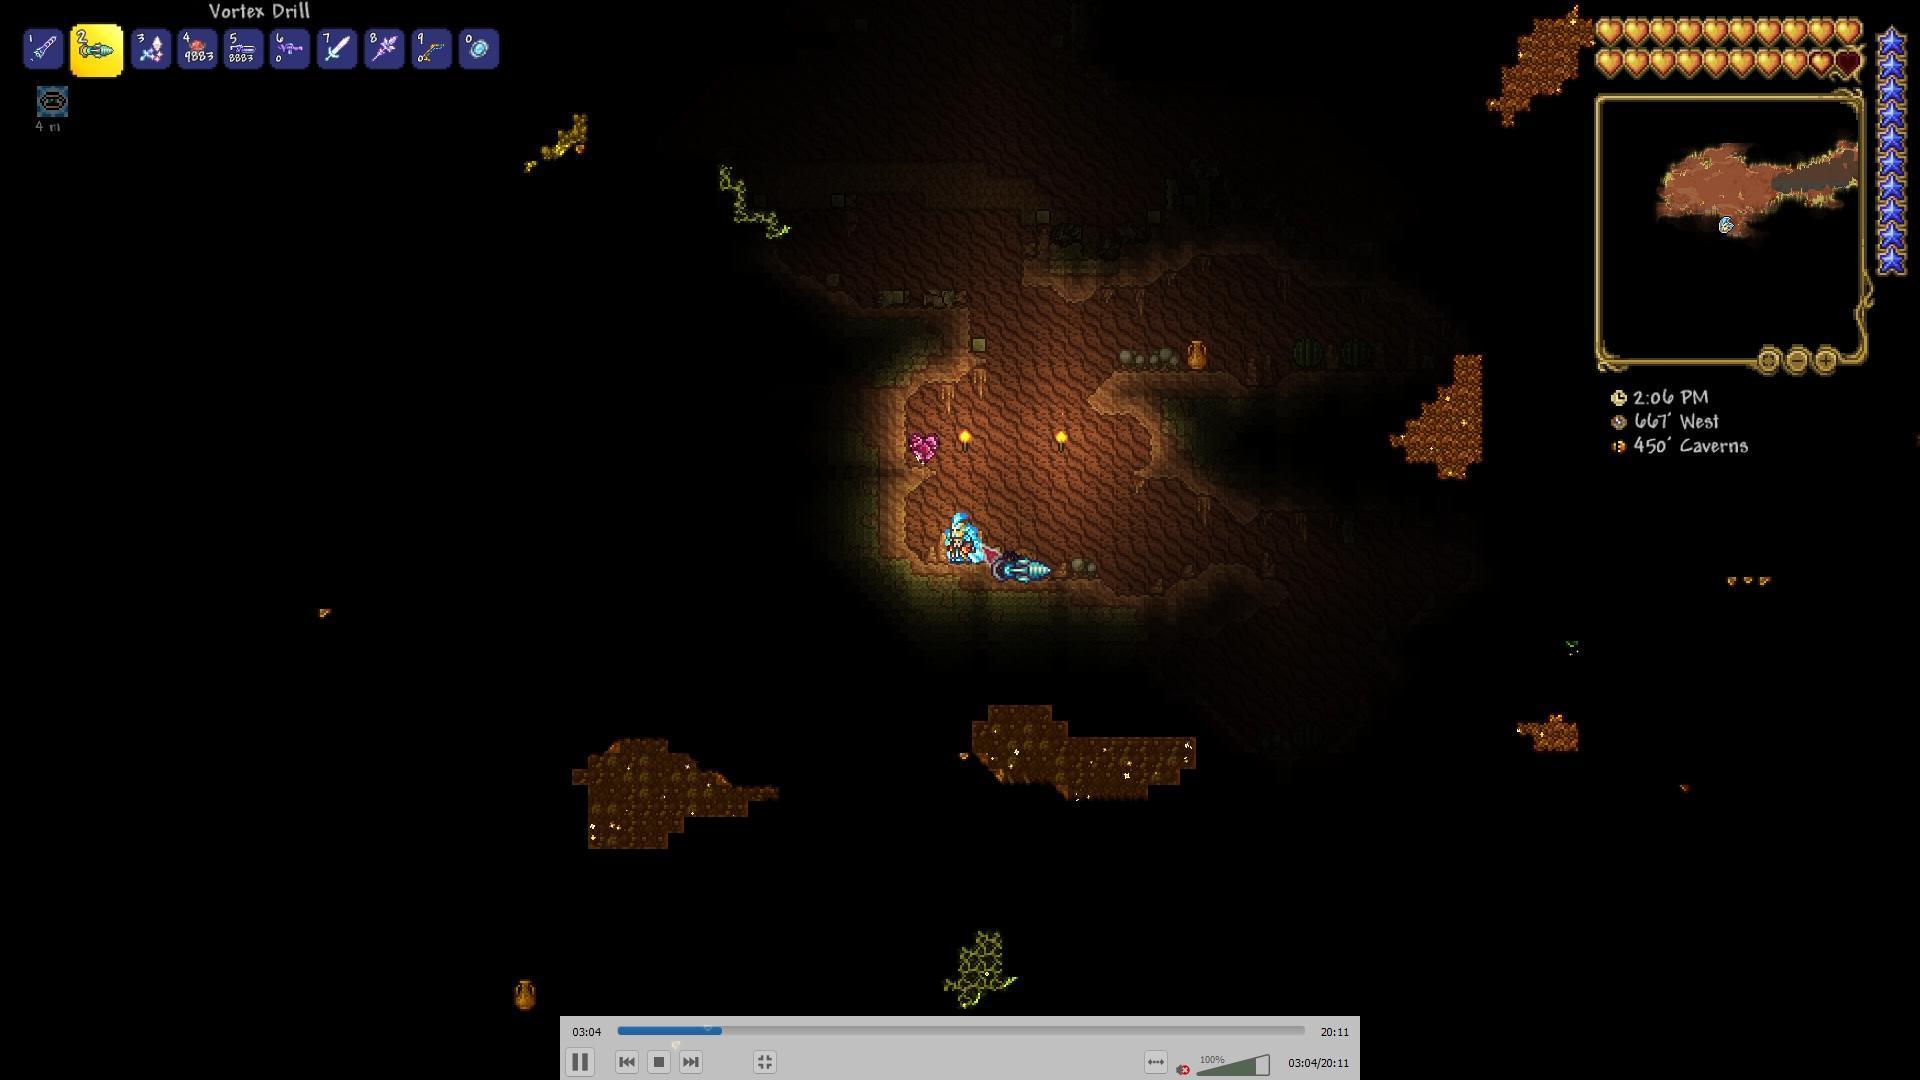 Vortex Drill
1 2 3 4 5 6 7 8 9 0
9883 8883 0 0
4 m
2:06 PM
667' West
450' Caverns
03:04 20:11
100%
03:04/20:11